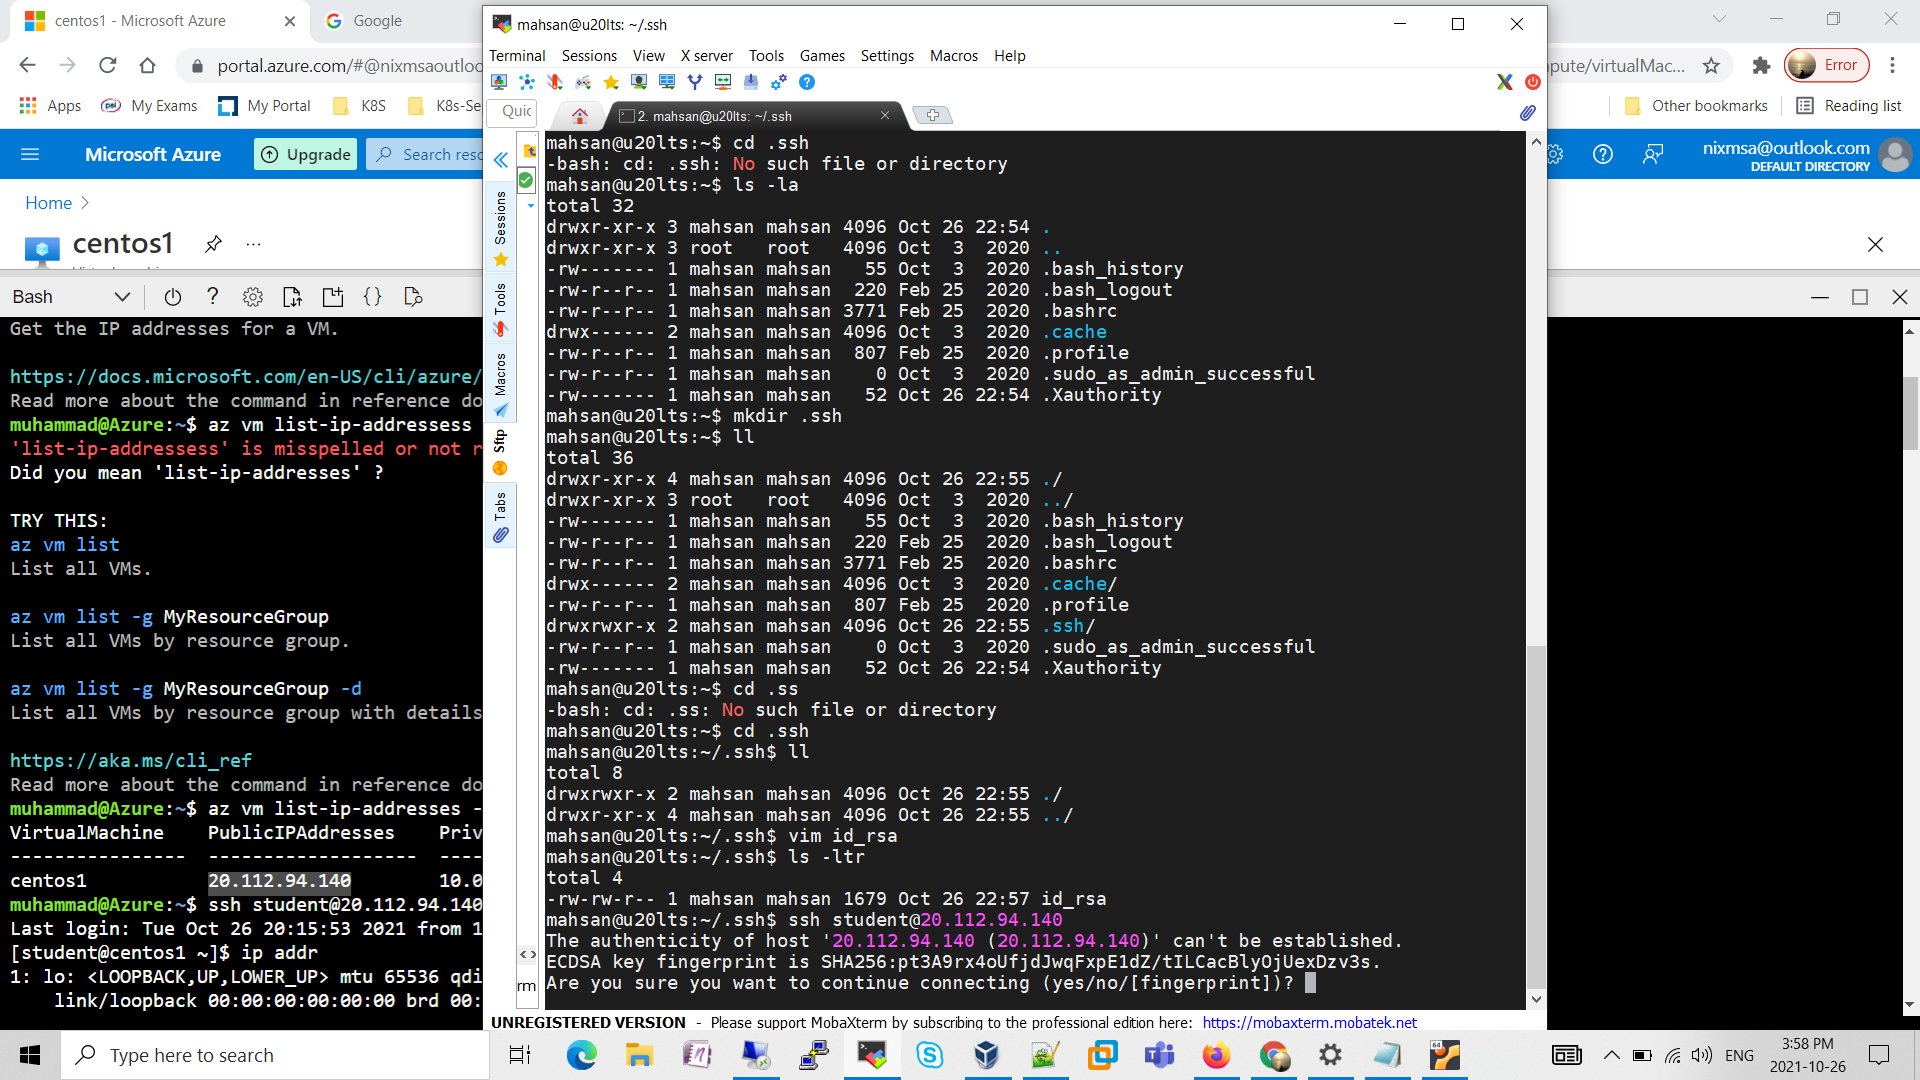 centos1 - Microsoft Azure
Google
portal.azure.com/#@nixmsaoutloo
Apps
My Exams
My Portal
K8S
K8s-Se
Microsoft Azure
Upgrade
Search resc
Home
centos1
Bash
Get the IP addresses for a VM.
https://docs.microsoft.com/en-US/cli/azure/
Read more about the command in reference do
muhammad@Azure:~$ az vm list-ip-addressess
'list-ip-addressess' is misspelled or not r
Did you mean 'list-ip-addresses' ?
TRY THIS:
az vm list
List all VMs.
az vm list -g MyResourceGroup
List all VMs by resource group.
az vm list -g MyResourceGroup -d
List all VMs by resource group with details
https://aka.ms/cli_ref
Read more about the command in reference do
muhammad@Azure:~$ az vm list-ip-addresses -
VirtualMachine PublicIPAddresses Priv
---------------- ------------------- ----
centos1 20.112.94.140 10.0
muhammad@Azure:~$ ssh student@20.112.94.140
Last login: Tue Oct 26 20:15:53 2021 from 1
[student@centos1 ~]$ ip addr
1: lo: <LOOPBACK,UP,LOWER_UP> mtu 65536 qdi
link/loopback 00:00:00:00:00:00 brd 00:
mahsan@u20lts: ~/.ssh
Terminal Sessions View X server Tools Games Settings Macros Help
Quic
2. mahsan@u20lts: ~/.ssh
Sessions
Tools
Macros
Sftp
Tabs
rm
mahsan@u20lts:~$ cd .ssh
-bash: cd: .ssh: No such file or directory
mahsan@u20lts:~$ ls -la
total 32
drwxr-xr-x 3 mahsan mahsan 4096 Oct 26 22:54 .
drwxr-xr-x 3 root root 4096 Oct 3 2020 ..
-rw------- 1 mahsan mahsan 55 Oct 3 2020 .bash_history
-rw-r--r-- 1 mahsan mahsan 220 Feb 25 2020 .bash_logout
-rw-r--r-- 1 mahsan mahsan 3771 Feb 25 2020 .bashrc
drwx------ 2 mahsan mahsan 4096 Oct 3 2020 .cache
-rw-r--r-- 1 mahsan mahsan 807 Feb 25 2020 .profile
-rw-r--r-- 1 mahsan mahsan 0 Oct 3 2020 .sudo_as_admin_successful
-rw------- 1 mahsan mahsan 52 Oct 26 22:54 .Xauthority
mahsan@u20lts:~$ mkdir .ssh
mahsan@u20lts:~$ ll
total 36
drwxr-xr-x 4 mahsan mahsan 4096 Oct 26 22:55 ./
drwxr-xr-x 3 root root 4096 Oct 3 2020 ../
-rw------- 1 mahsan mahsan 55 Oct 3 2020 .bash_history
-rw-r--r-- 1 mahsan mahsan 220 Feb 25 2020 .bash_logout
-rw-r--r-- 1 mahsan mahsan 3771 Feb 25 2020 .bashrc
drwx------ 2 mahsan mahsan 4096 Oct 3 2020 .cache/
-rw-r--r-- 1 mahsan mahsan 807 Feb 25 2020 .profile
drwxrwxr-x 2 mahsan mahsan 4096 Oct 26 22:55 .ssh/
-rw-r--r-- 1 mahsan mahsan 0 Oct 3 2020 .sudo_as_admin_successful
-rw------- 1 mahsan mahsan 52 Oct 26 22:54 .Xauthority
mahsan@u20lts:~$ cd .ss
-bash: cd: .ss: No such file or directory
mahsan@u20lts:~$ cd .ssh
mahsan@u20lts:~/.ssh$ ll
total 8
drwxrwxr-x 2 mahsan mahsan 4096 Oct 26 22:55 ./
drwxr-xr-x 4 mahsan mahsan 4096 Oct 26 22:55 ../
mahsan@u20lts:~/.ssh$ vim id_rsa
mahsan@u20lts:~/.ssh$ ls -ltr
total 4
-rw-rw-r-- 1 mahsan mahsan 1679 Oct 26 22:57 id_rsa
mahsan@u20lts:~/.ssh$ ssh student@20.112.94.140
The authenticity of host '20.112.94.140 (20.112.94.140)' can't be established.
ECDSA key fingerprint is SHA256:pt3A9rx4oUfjdJwqFxpE1dZ/tILCacBlyOjUexDzv3s.
Are you sure you want to continue connecting (yes/no/[fingerprint])?
UNREGISTERED VERSION - Please support MobaXterm by subscribing to the professional edition here: https://mobaxterm.mobatek.net
pute/virtualMac...
Error
Other bookmarks
Reading list
nixmsa@outlook.com
DEFAULT DIRECTORY
Type here to search
ENG
3:58 PM
2021-10-26